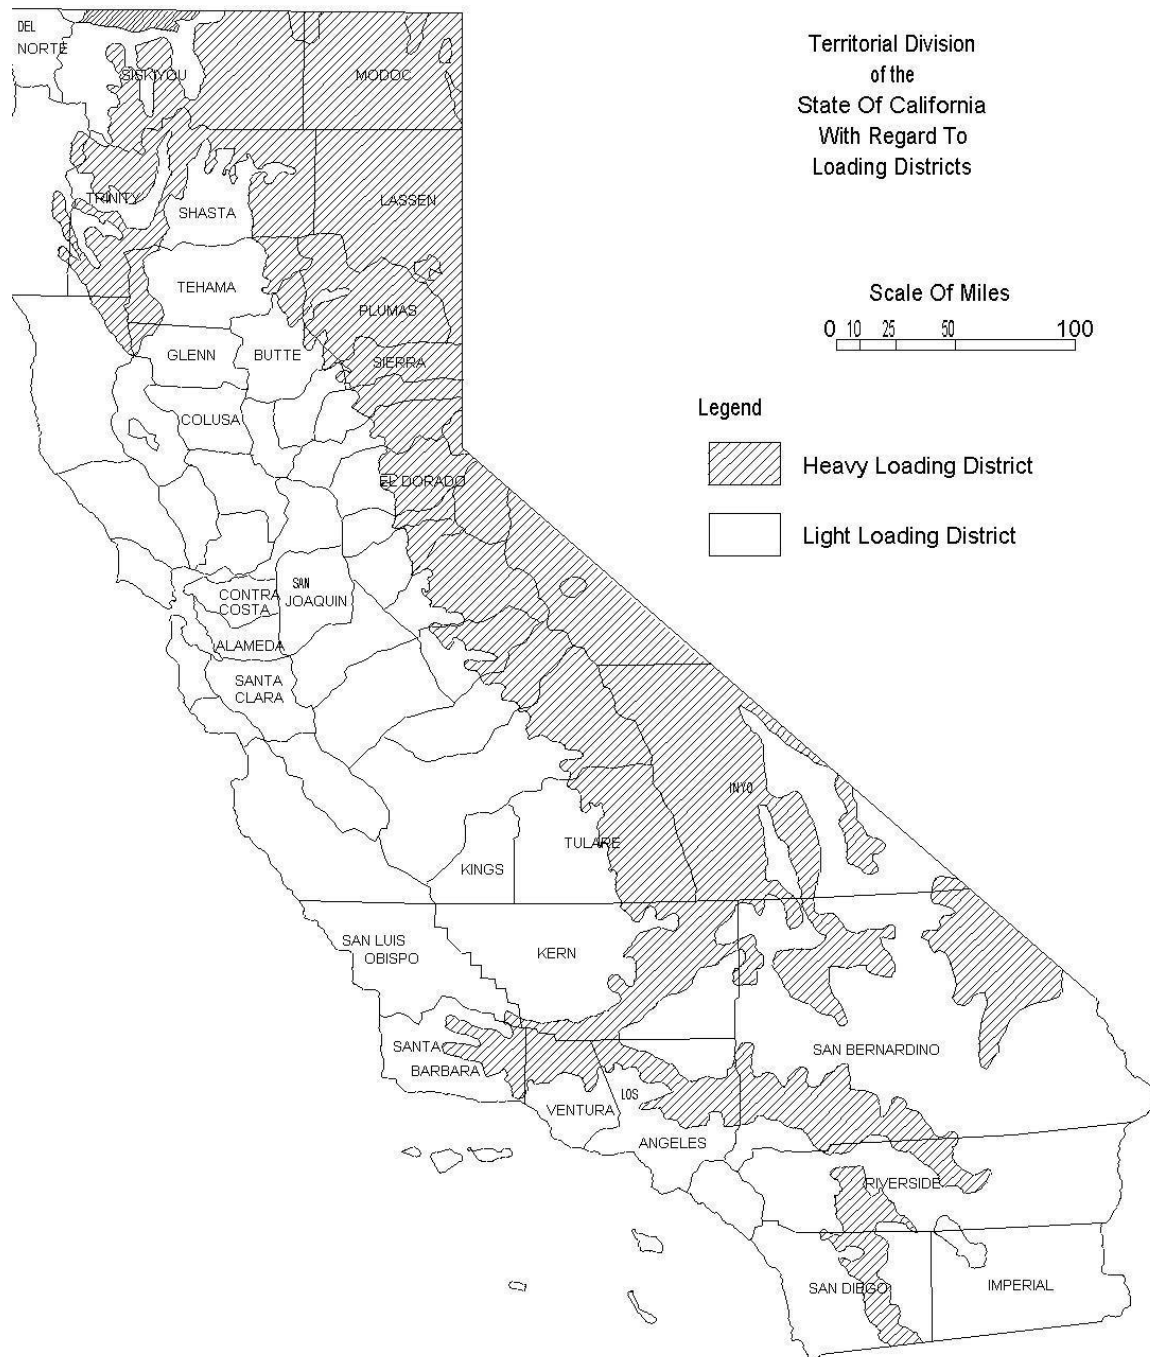 Territorial Division
of the
State Of California
With Regard To
Loading Districts
Scale Of Miles
0 10 25 50 100
Legend
Heavy Loading District
Light Loading District
DEL
NORTE
SISKIYOU
MODOC
TRINITY
SHASTA
LASSEN
TEHAMA
PLUMAS
GLENN
BUTTE
SIERRA
COLUSA
EL DORADO
CONTRA
COSTA
SAN
JOAQUIN
ALAMEDA
SANTA
CLARA
INYO
TULARE
KINGS
SAN LUIS
OBISPO
KERN
SANTA
BARBARA
SAN BERNARDINO
VENTURA
LOS
ANGELES
RIVERSIDE
SAN DIEGO
IMPERIAL